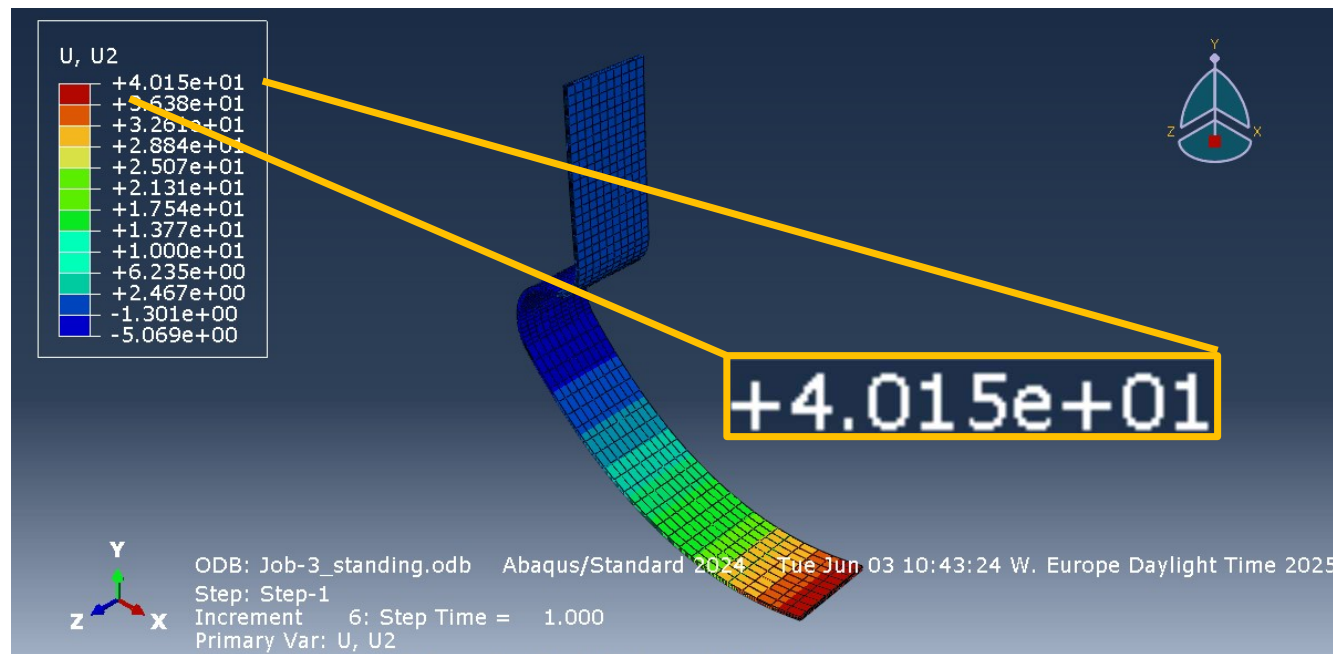 U, U2
+4.015e+01
+3.638e+01
+3.261e+01
+2.884e+01
+2.507e+01
+2.131e+01
+1.754e+01
+1.377e+01
+1.000e+01
+6.235e+00
+2.467e+00
-1.301e+00
-5.069e+00
Y
Z X
+4.015e+01
Y
Z X
ODB: Job-3_standing.odb Abaqus/Standard 2024 Tue Jun 03 10:43:24 W. Europe Daylight Time 2025
Step: Step-1
Increment 6: Step Time = 1.000
Primary Var: U, U2